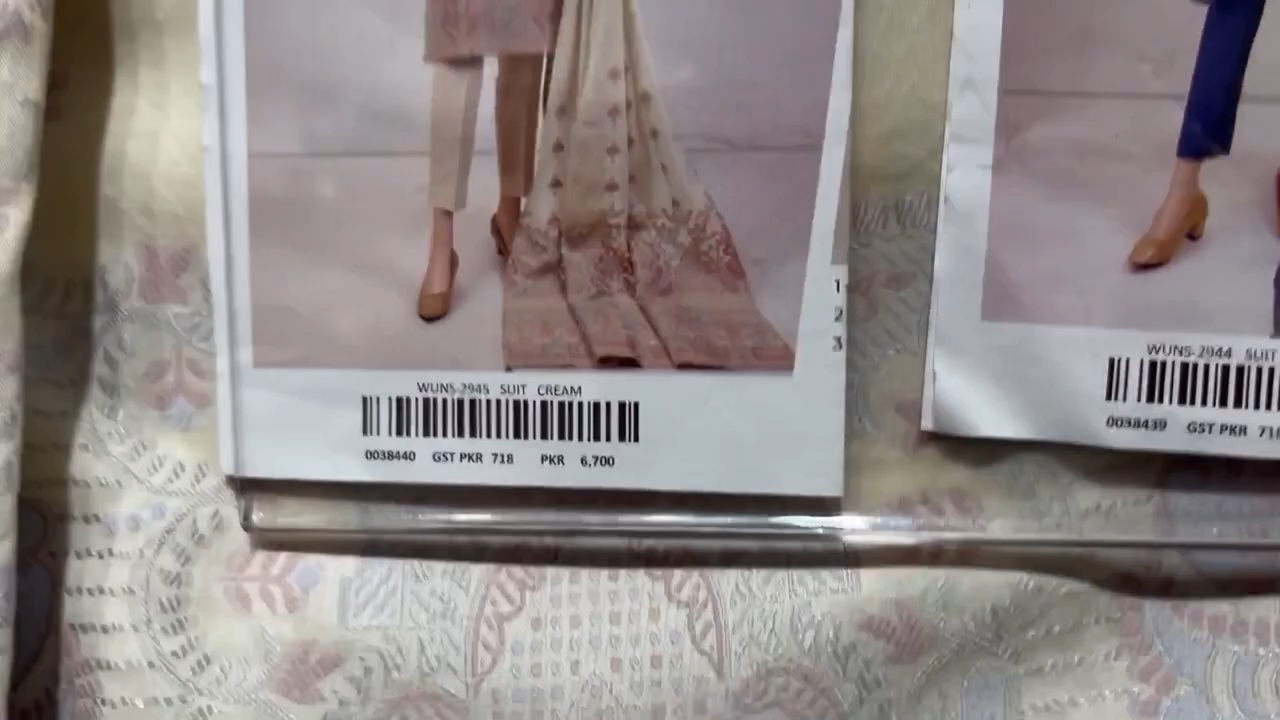 1
2
3
WUNS-2945 SUIT CREAM
0038440 GST PKR 718 PKR 6,700
WUNS-2944 SUIT
0038439 GST PKR